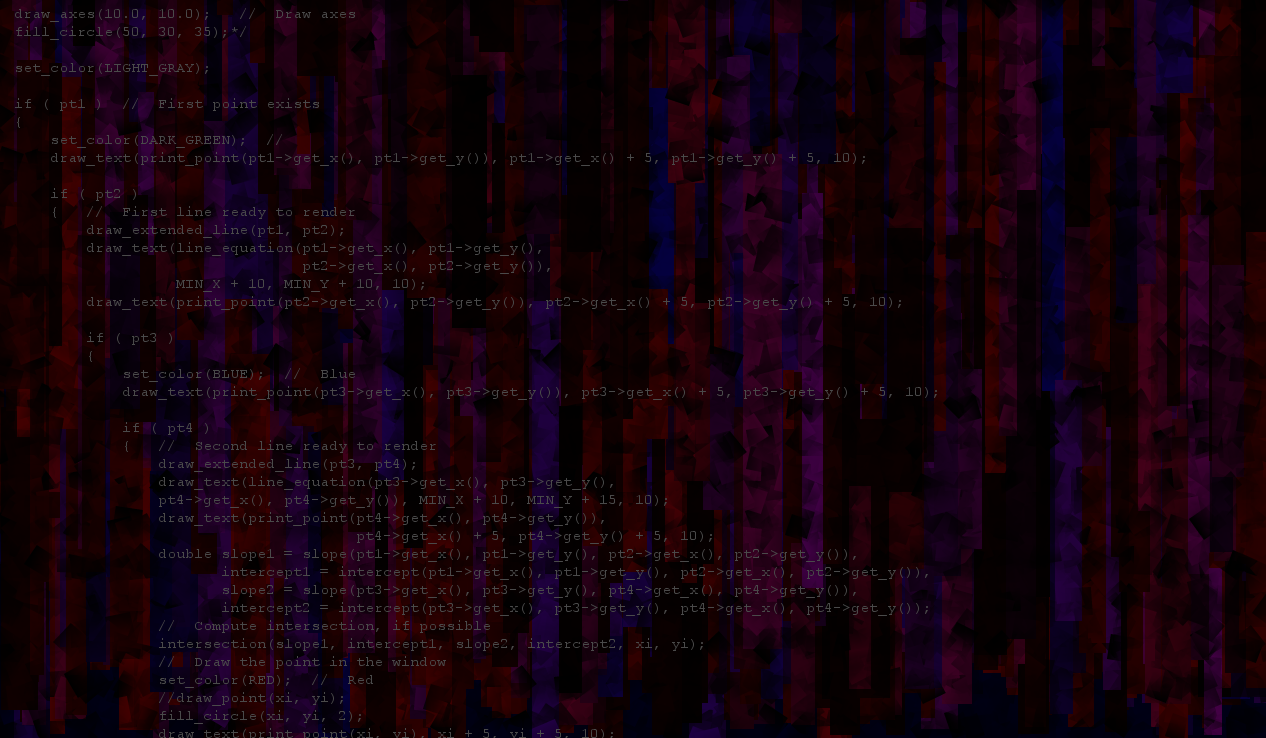 draw_axes(10.0, 10.0);   //  Draw axes
fill_circle(50, 30, 35);*/
set_color(LIGHT_GRAY);
if ( pt1 )  //  First point exists
{
set_color(DARK_GREEN);  //
draw_text(print_point(pt1->get_x(), pt1->get_y()), pt1->get_x() + 5, pt1->get_y() + 5, 10);
if ( pt2 )
{   //  First line ready to render
draw_extended_line(pt1, pt2);
draw_text(line_equation(pt1->get_x(), pt1->get_y(),
pt2->get_x(), pt2->get_y()),
MIN_X + 10, MIN_Y + 10, 10);
draw_text(print_point(pt2->get_x(), pt2->get_y()), pt2->get_x() + 5, pt2->get_y() + 5, 10);
if ( pt3 )
{
set_color(BLUE);  //  Blue
draw_text(print_point(pt3->get_x(), pt3->get_y()), pt3->get_x() + 5, pt3->get_y() + 5, 10);
if ( pt4 )
{   //  Second line ready to render
draw_extended_line(pt3, pt4);
draw_text(line_equation(pt3->get_x(), pt3->get_y(),
pt4->get_x(), pt4->get_y()), MIN_X + 10, MIN_Y + 15, 10);
draw_text(print_point(pt4->get_x(), pt4->get_y()),
pt4->get_x() + 5, pt4->get_y() + 5, 10);
double slope1 = slope(pt1->get_x(), pt1->get_y(), pt2->get_x(), pt2->get_y()),
intercept1 = intercept(pt1->get_x(), pt1->get_y(), pt2->get_x(), pt2->get_y()),
slope2 = slope(pt3->get_x(), pt3->get_y(), pt4->get_x(), pt4->get_y()),
intercept2 = intercept(pt3->get_x(), pt3->get_y(), pt4->get_x(), pt4->get_y());
//  Compute intersection, if possible
intersection(slope1, intercept1, slope2, intercept2, xi, yi);
//  Draw the point in the window
set_color(RED);  //  Red
//draw_point(xi, yi);
fill_circle(xi, yi, 2);
draw_text(print_point(xi, yi), xi + 5, yi + 5, 10);